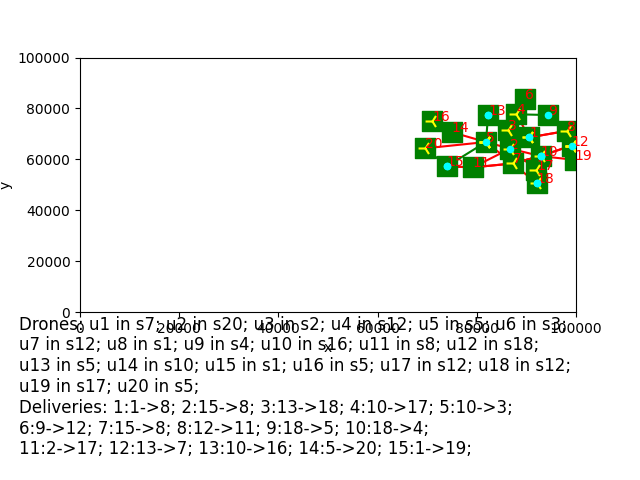 100000
80000
60000
40000
20000
0
y
0 20000 40000 60000 80000 100000
x
16
14
10
13
12
19
Drones: u1 in s7; u2 in s20; u3 in s2; u4 in s12; u5 in s5; u6 in s3;
u7 in s12; u8 in s1; u9 in s4; u10 in s16; u11 in s8; u12 in s18;
u13 in s5; u14 in s10; u15 in s1; u16 in s5; u17 in s12; u18 in s12;
u19 in s17; u20 in s5;
Deliveries: 1:1->8; 2:15->8; 3:13->18; 4:10->17; 5:10->3;
6:9->12; 7:15->8; 8:12->11; 9:18->5; 10:18->4;
11:2->17; 12:13->7; 13:10->16; 14:5->20; 15:1->19;